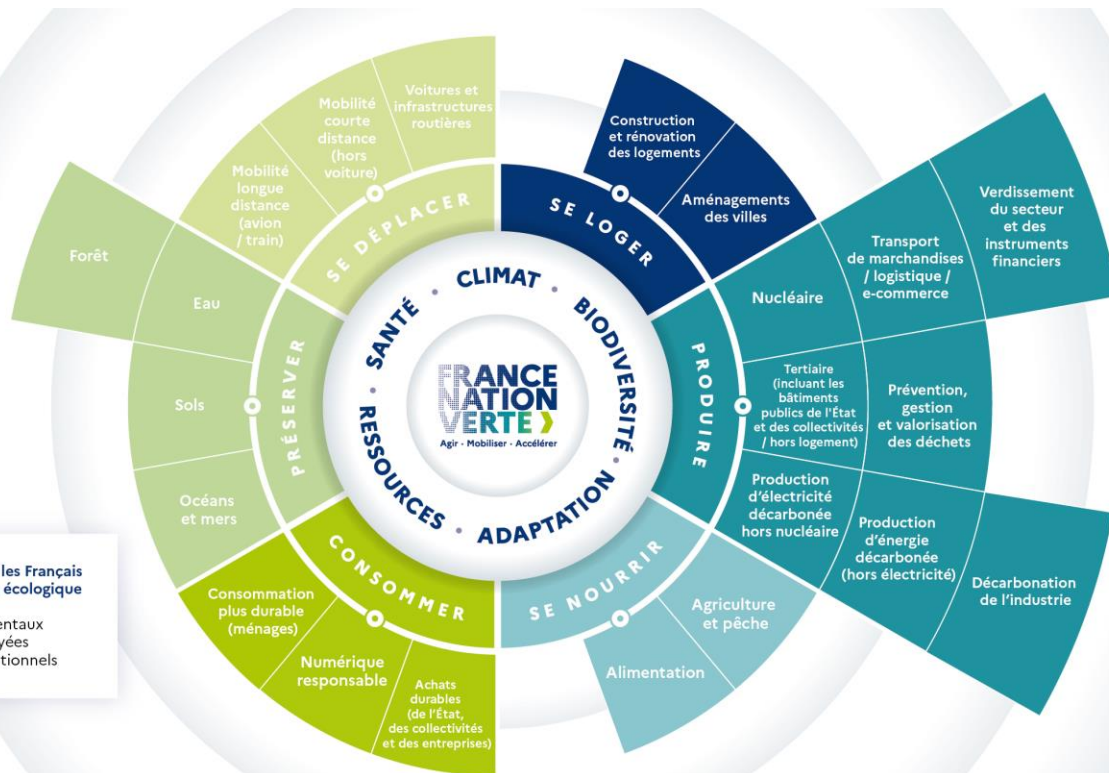 Voitures et
infrastructures
routières
Mobilité
courte
distance
(hors
voiture)
Mobilité
longue
distance
(avion
/ train)
SE DÉPLACER
Construction
et rénovation
des logements
Aménagements
des villes
SE LOGER
Forêt
Eau
Sols
Océans
et mers
PRÉSERVER
Nucléaire
Transport
de marchandises
/ logistique /
e-commerce
Verdissement
du secteur
et des
instruments
financiers
Tertiaire
(incluant les
bâtiments
publics de l'État
et des collectivités
/ hors logement)
Prévention,
gestion
et valorisation
des déchets
Production
d'électricité
décarbonée
hors nucléaire
Production
d'énergie
décarbonée
(hors électricité)
Décarbonation
de l'industrie
PRODUIRE
SANTÉ · CLIMAT · BIODIVERSITÉ · ADAPTATION · RESSOURCES ·
FRANCE
NATION
VERTE
Agir · Mobiliser · Accélérer
CONSOMMER
Consommation
plus durable
(ménages)
Numérique
responsable
Achats
durables
(de l'État,
des collectivités
et des entreprises)
SE NOURRIR
Agriculture
et pêche
Alimentation
les Français
écologique
entaux
yées
tionnels